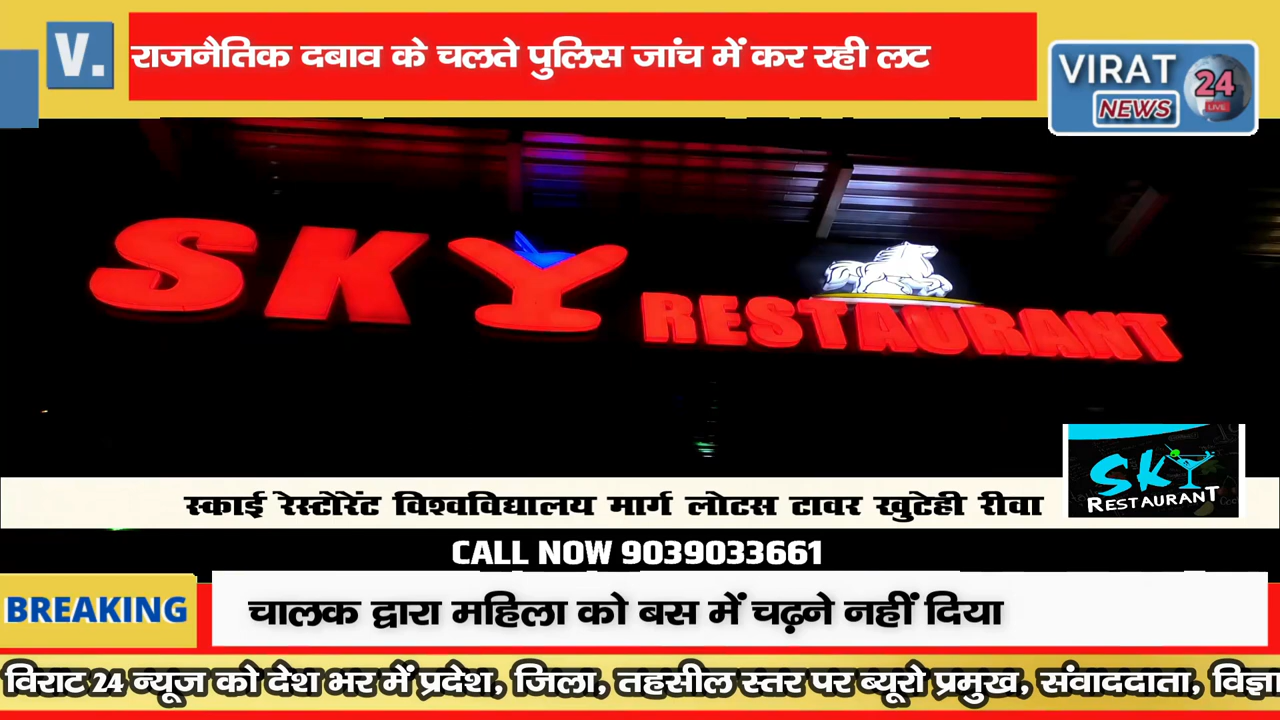 V.
राजनैतिक दबाव के चलते पुलिस जांच में कर रही लट
VIRAT
24
LIVE
NEWS
SKY RESTAURANT
SKY
RESTAURANT
स्काई रेस्टोरेंट विश्वविद्यालय मार्ग लोटस टावर खुटेही रीवा
CALL NOW 9039033661
BREAKING
चालक द्वारा महिला को बस में चढ़ने नहीं दिया
विराट 24 न्यूज को देश भर में प्रदेश, जिला, तहसील स्तर पर ब्यूरो प्रमुख, संवाददाता, विज्ञा